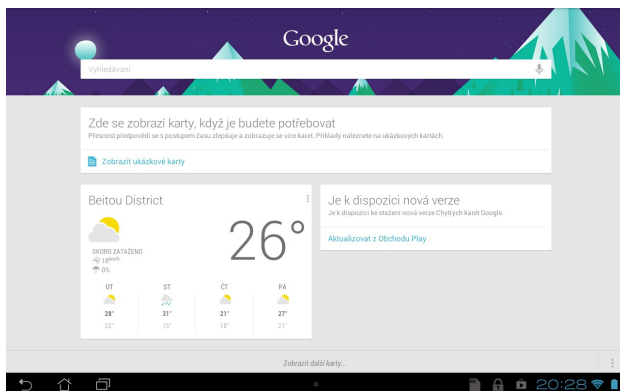 Google
Vyhledávání
Zde se zobrazí karty, když je budete potřebovat
Přesnost předpovědi se s postupem času zlepšuje a zobrazuje se více karet. Příklady naleznete na ukázkových kartách.
Zobrazit ukázkové karty
Beitou District
26°
SKORO ZATAŽENO
10km/h
0%
ÚT ST ČT PÁ
28° 31° 21° 27°
22° 15° 18° 21°
Je k dispozici nová verze
Je k dispozici ke stažení nová verze Chytrých karet Google.
Aktualizovat z Obchodu Play
Zobrazit další karty...
20:28